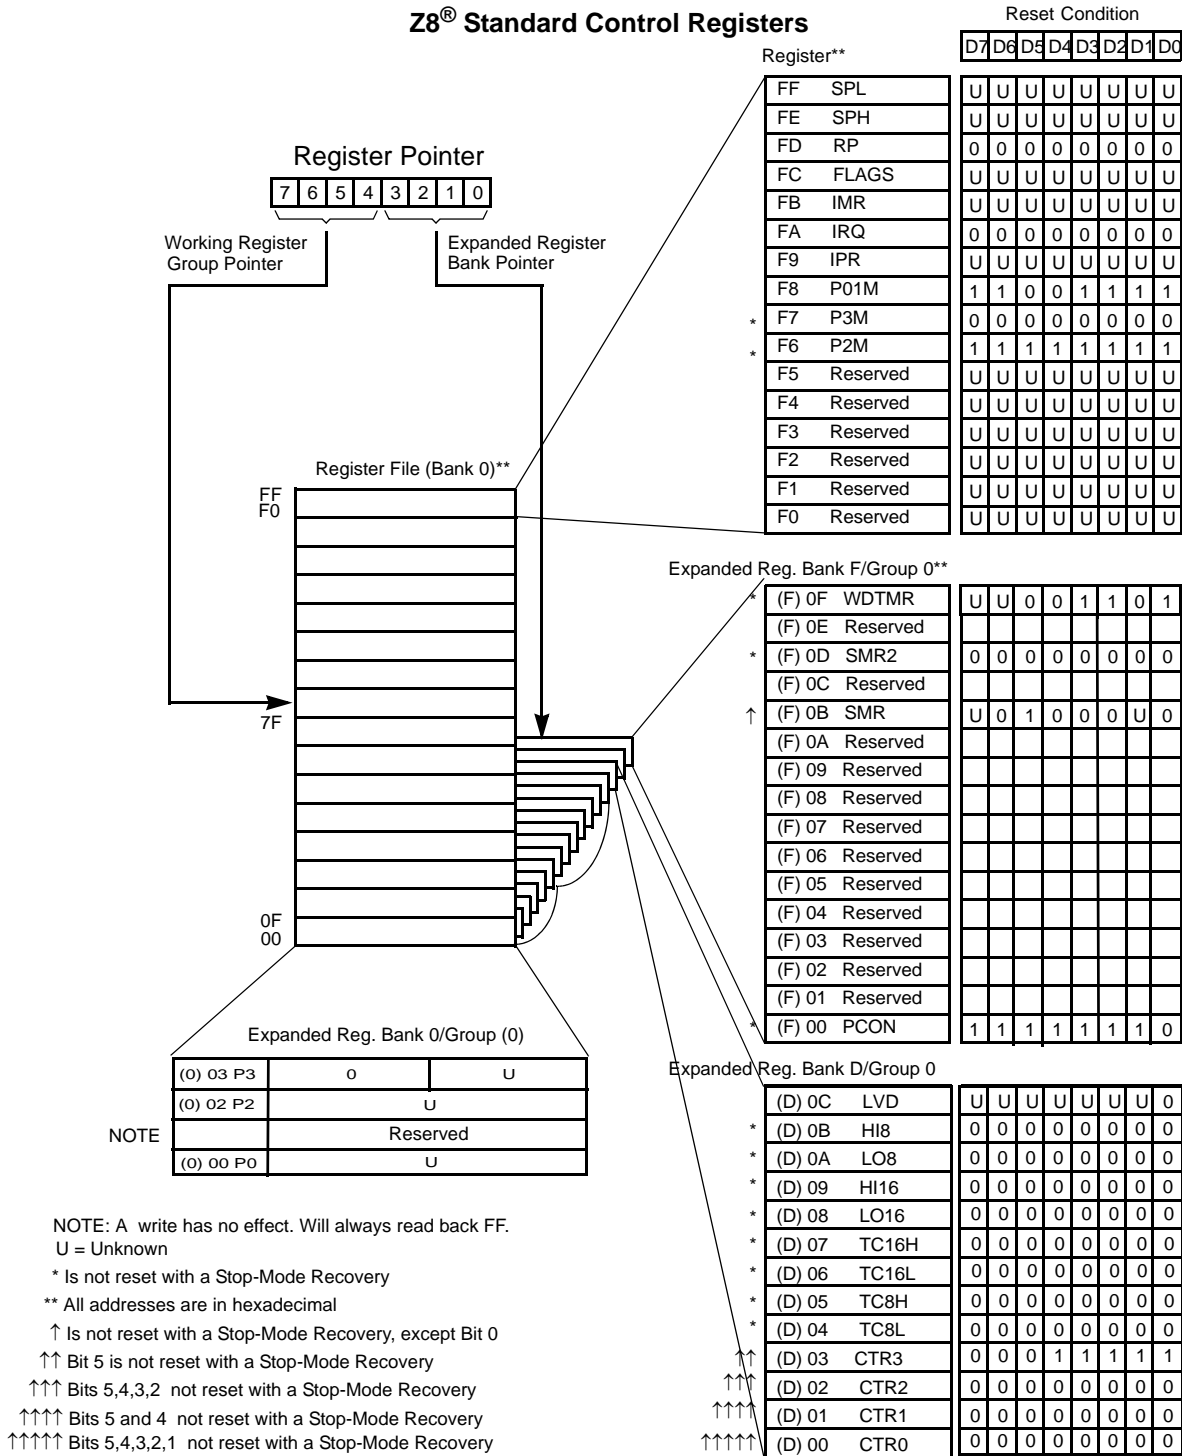 Z8® Standard Control Registers
Reset Condition
D7 D6 D5 D4 D3 D2 D1 D0
Register**
FF SPL U U U U U U U U
FE SPH U U U U U U U U
FD RP 0 0 0 0 0 0 0 0
FC FLAGS U U U U U U U U
FB IMR U U U U U U U U
FA IRQ 0 0 0 0 0 0 0 0
F9 IPR U U U U U U U U
F8 P01M 1 1 0 0 1 1 1 1
* F7 P3M 0 0 0 0 0 0 0 0
* F6 P2M 1 1 1 1 1 1 1 1
F5 Reserved U U U U U U U U
F4 Reserved U U U U U U U U
F3 Reserved U U U U U U U U
F2 Reserved U U U U U U U U
F1 Reserved U U U U U U U U
F0 Reserved U U U U U U U U
Register Pointer
7 6 5 4 3 2 1 0
Working Register
Group Pointer
Expanded Register
Bank Pointer
Register File (Bank 0)**
FF
F0
7F
0F
00
Expanded Reg. Bank F/Group 0**
* (F) 0F WDTMR U U 0 0 1 1 0 1
(F) 0E Reserved
* (F) 0D SMR2 0 0 0 0 0 0 0 0
(F) 0C Reserved
↑ (F) 0B SMR U 0 1 0 0 0 U 0
(F) 0A Reserved
(F) 09 Reserved
(F) 08 Reserved
(F) 07 Reserved
(F) 06 Reserved
(F) 05 Reserved
(F) 04 Reserved
(F) 03 Reserved
(F) 02 Reserved
(F) 01 Reserved
* (F) 00 PCON 1 1 1 1 1 1 1 0
Expanded Reg. Bank 0/Group (0)
(0) 03 P3 0 U
(0) 02 P2 U
NOTE Reserved
(0) 00 P0 U
Expanded Reg. Bank D/Group 0
(D) 0C LVD U U U U U U U 0
* (D) 0B HI8 0 0 0 0 0 0 0 0
* (D) 0A LO8 0 0 0 0 0 0 0 0
* (D) 09 HI16 0 0 0 0 0 0 0 0
* (D) 08 LO16 0 0 0 0 0 0 0 0
* (D) 07 TC16H 0 0 0 0 0 0 0 0
* (D) 06 TC16L 0 0 0 0 0 0 0 0
* (D) 05 TC8H 0 0 0 0 0 0 0 0
* (D) 04 TC8L 0 0 0 0 0 0 0 0
↑↑ (D) 03 CTR3 0 0 0 1 1 1 1 1
↑↑↑ (D) 02 CTR2 0 0 0 0 0 0 0 0
↑↑↑↑ (D) 01 CTR1 0 0 0 0 0 0 0 0
↑↑↑↑↑ (D) 00 CTR0 0 0 0 0 0 0 0 0
NOTE: A write has no effect. Will always read back FF.
U = Unknown
* Is not reset with a Stop-Mode Recovery
** All addresses are in hexadecimal
↑ Is not reset with a Stop-Mode Recovery, except Bit 0
↑↑ Bit 5 is not reset with a Stop-Mode Recovery
↑↑↑ Bits 5,4,3,2 not reset with a Stop-Mode Recovery
↑↑↑↑ Bits 5 and 4 not reset with a Stop-Mode Recovery
↑↑↑↑↑ Bits 5,4,3,2,1 not reset with a Stop-Mode Recovery